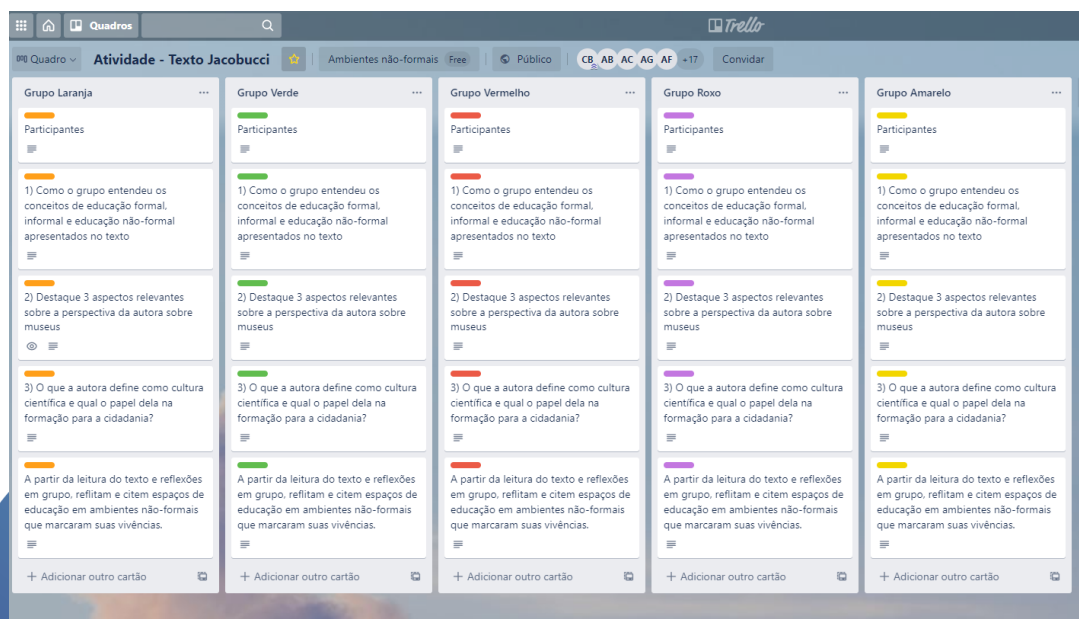 Quadros
Trello
Quadro
Atividade - Texto Jacobucci
Ambientes não-formais Free
Público
CB AB AC AG AF +17
Convidar
Grupo Laranja
Participantes
1) Como o grupo entendeu os
conceitos de educação formal,
informal e educação não-formal
apresentados no texto
2) Destaque 3 aspectos relevantes
sobre a perspectiva da autora sobre
museus
3) O que a autora define como cultura
científica e qual o papel dela na
formação para a cidadania?
A partir da leitura do texto e reflexões
em grupo, reflitam e citem espaços de
educação em ambientes não-formais
que marcaram suas vivências.
+ Adicionar outro cartão
Grupo Verde
Participantes
1) Como o grupo entendeu os
conceitos de educação formal,
informal e educação não-formal
apresentados no texto
2) Destaque 3 aspectos relevantes
sobre a perspectiva da autora sobre
museus
3) O que a autora define como cultura
científica e qual o papel dela na
formação para a cidadania?
A partir da leitura do texto e reflexões
em grupo, reflitam e citem espaços de
educação em ambientes não-formais
que marcaram suas vivências.
+ Adicionar outro cartão
Grupo Vermelho
Participantes
1) Como o grupo entendeu os
conceitos de educação formal,
informal e educação não-formal
apresentados no texto
2) Destaque 3 aspectos relevantes
sobre a perspectiva da autora sobre
museus
3) O que a autora define como cultura
científica e qual o papel dela na
formação para a cidadania?
A partir da leitura do texto e reflexões
em grupo, reflitam e citem espaços de
educação em ambientes não-formais
que marcaram suas vivências.
+ Adicionar outro cartão
Grupo Roxo
Participantes
1) Como o grupo entendeu os
conceitos de educação formal,
informal e educação não-formal
apresentados no texto
2) Destaque 3 aspectos relevantes
sobre a perspectiva da autora sobre
museus
3) O que a autora define como cultura
científica e qual o papel dela na
formação para a cidadania?
A partir da leitura do texto e reflexões
em grupo, reflitam e citem espaços de
educação em ambientes não-formais
que marcaram suas vivências.
+ Adicionar outro cartão
Grupo Amarelo
Participantes
1) Como o grupo entendeu os
conceitos de educação formal,
informal e educação não-formal
apresentados no texto
2) Destaque 3 aspectos relevantes
sobre a perspectiva da autora sobre
museus
3) O que a autora define como cultura
científica e qual o papel dela na
formação para a cidadania?
A partir da leitura do texto e reflexões
em grupo, reflitam e citem espaços de
educação em ambientes não-formais
que marcaram suas vivências.
+ Adicionar outro cartão